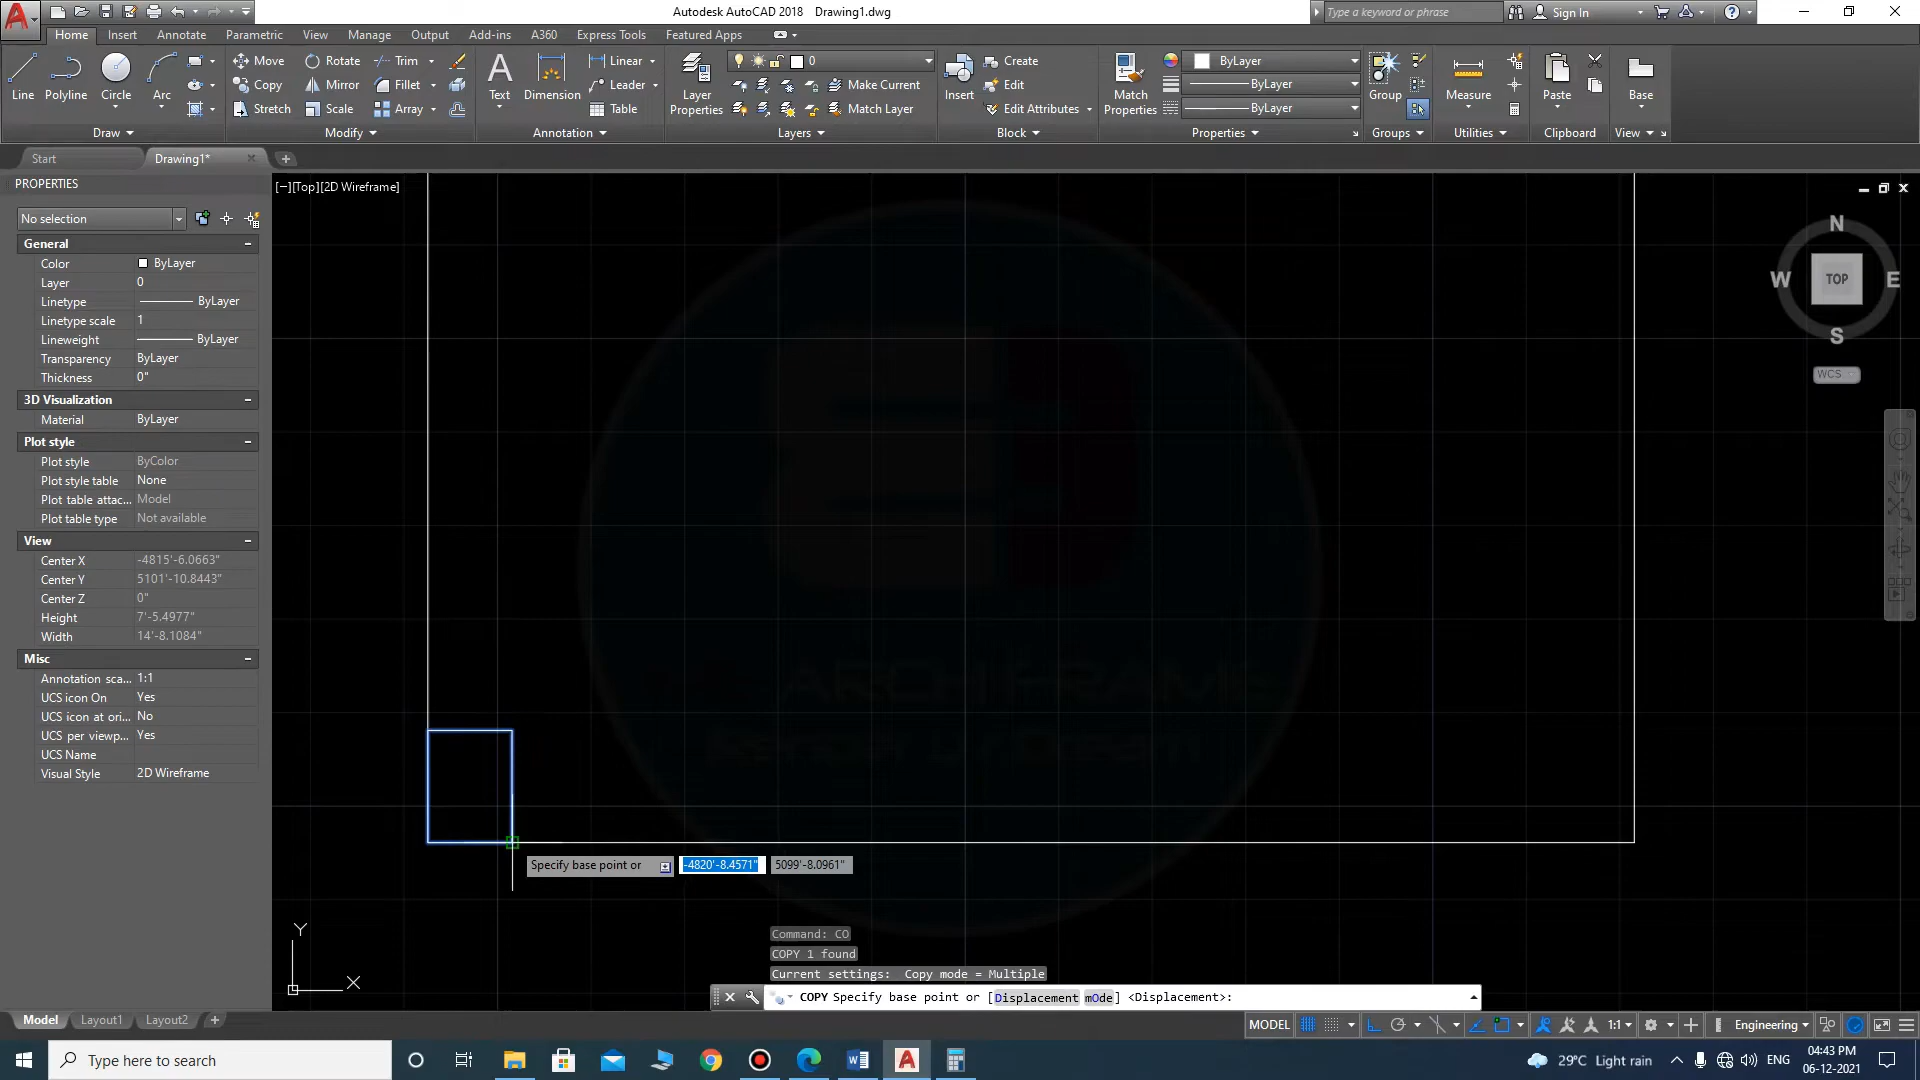 Autodesk AutoCAD 2018 Drawing1.dwg
Type a keyword or phrase
Sign In
Home Insert Annotate Parametric View Manage Output Add-ins A360 Express Tools Featured Apps
Line Polyline Circle Arc
Move Rotate Trim
Copy Mirror Fillet
Stretch Scale Array
Text Dimension
Linear
Leader
Table
Layer Properties
0
Make Current
Match Layer
Insert
Create
Edit
Edit Attributes
Match Properties
ByLayer
ByLayer
ByLayer
Group
Measure
Paste
Base
Draw Modify Annotation Layers Block Properties Groups Utilities Clipboard View
Start Drawing1*
PROPERTIES
No selection
General
Color ByLayer
Layer 0
Linetype ByLayer
Linetype scale 1
Lineweight ByLayer
Transparency ByLayer
Thickness 0"
3D Visualization
Material ByLayer
Plot style
Plot style ByColor
Plot style table None
Plot table attac... Model
Plot table type Not available
View
Center X -4815'-6.0663"
Center Y 5101'-10.8443"
Center Z 0"
Height 7'-5.4977"
Width 14'-8.1084"
Misc
Annotation sca... 1:1
UCS icon On Yes
UCS icon at ori... No
UCS per viewp... Yes
UCS Name
Visual Style 2D Wireframe
[−][Top][2D Wireframe]
N
W TOP E
S
WCS
ARCHI FRAME
Specify base point or -4820'-8.4571" 5099'-8.0961"
Y
X
Command: CO
COPY 1 found
Current settings: Copy mode = Multiple
COPY Specify base point or [Displacement mOde] <Displacement>:
Model Layout1 Layout2
MODEL 1:1 Engineering
Type here to search
29°C Light rain
ENG
04:43 PM
06-12-2021